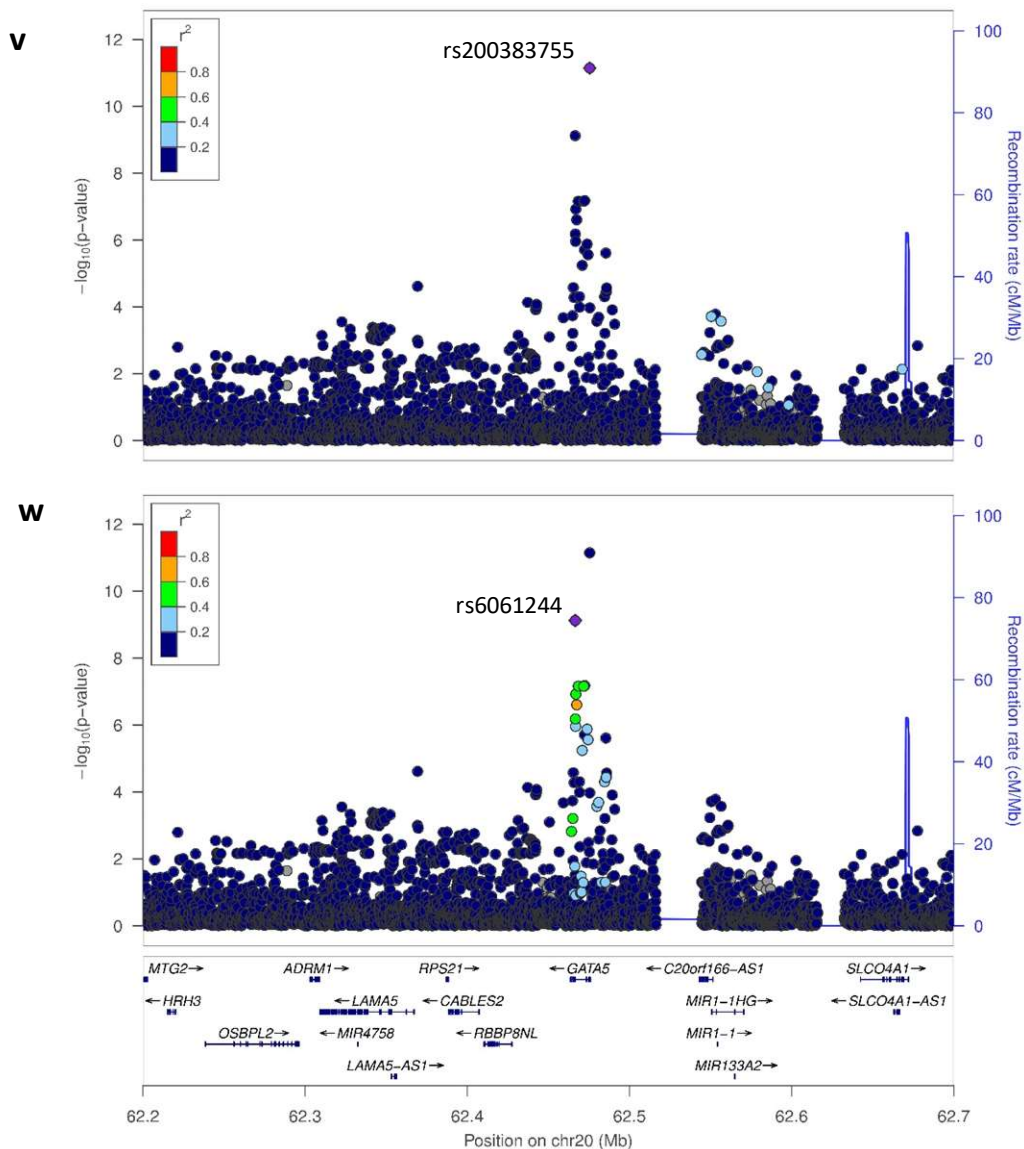 v
r²
0.8
0.6
0.4
0.2
rs200383755
12
10
8
6
4
2
0
−log₁₀(p−value)
100
80
60
40
20
0
Recombination rate (cM/Mb)
w
r²
0.8
0.6
0.4
0.2
rs6061244
12
10
8
6
4
2
0
−log₁₀(p−value)
100
80
60
40
20
0
Recombination rate (cM/Mb)
MTG2→ ADRM1→ RPS21→ ←GATA5 ←C20orf166−AS1 SLCO4A1→
←HRH3 ←LAMA5 ←CABLES2 MIR1−1HG→ ←SLCO4A1−AS1
OSBPL2→ ←MIR4758 ←RBBP8NL MIR1−1→
LAMA5−AS1→ MIR133A2→
62.2 62.3 62.4 62.5 62.6 62.7
Position on chr20 (Mb)